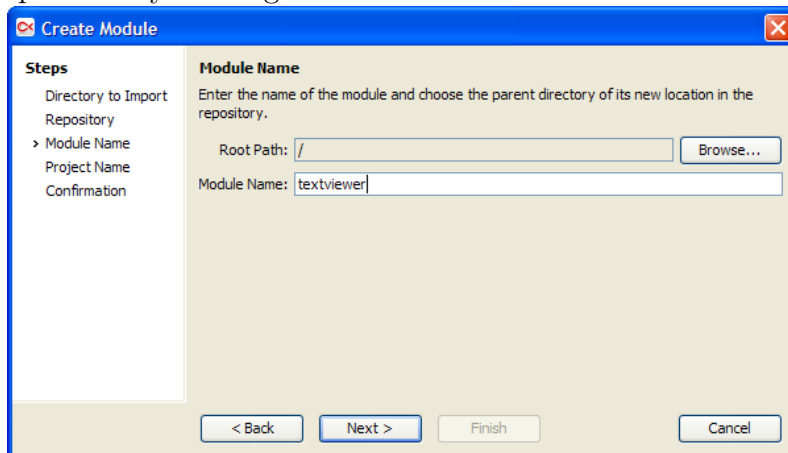 Create Module
Steps
Directory to Import
Repository
> Module Name
Project Name
Confirmation
Module Name
Enter the name of the module and choose the parent directory of its new location in the
repository.
Root Path: / Browse...
Module Name: textviewer
< Back Next > Finish Cancel